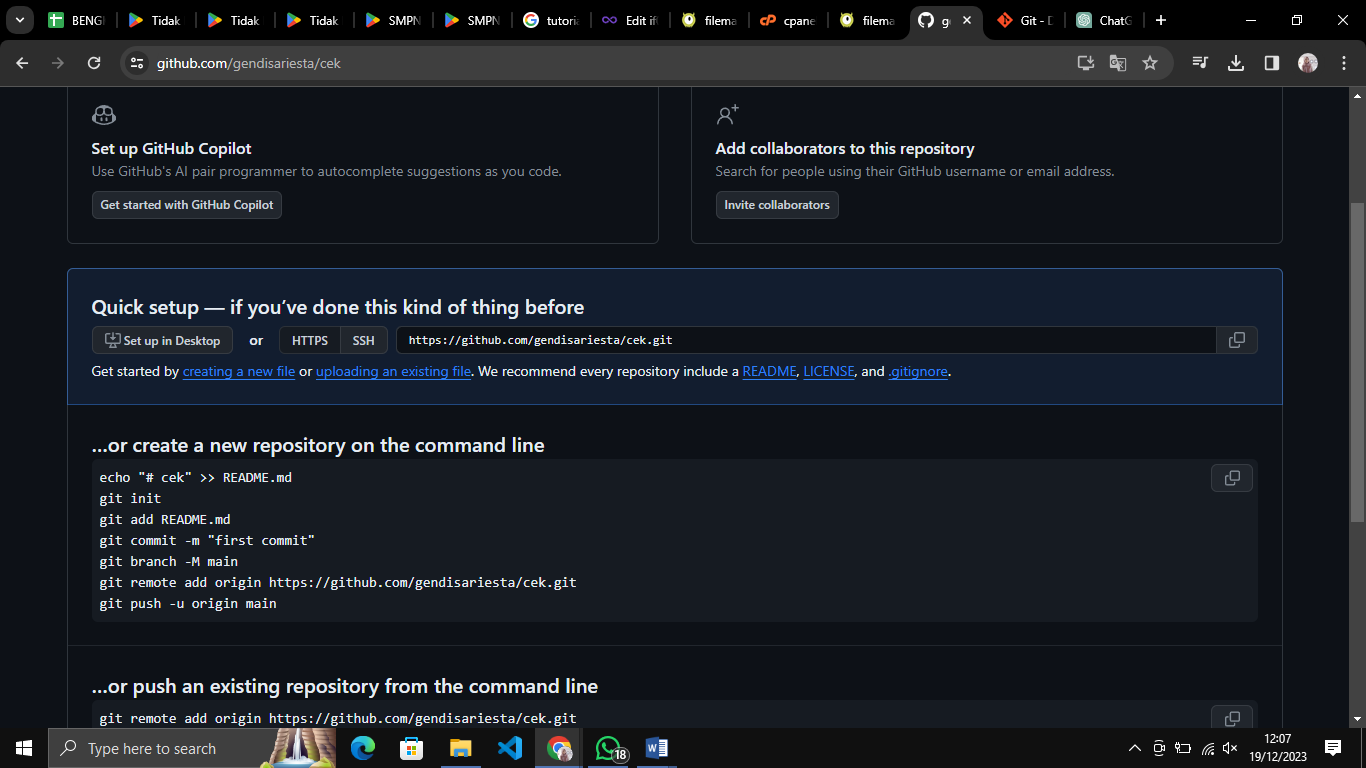 BENGI
Tidak
Tidak
Tidak
SMPN
SMPN
tutoria
Edit if
filema
cpane
filema
Git - D
ChatG
github.com/gendisariesta/cek
Set up GitHub Copilot
Use GitHub's AI pair programmer to autocomplete suggestions as you code.
Get started with GitHub Copilot
Add collaborators to this repository
Search for people using their GitHub username or email address.
Invite collaborators
Quick setup — if you've done this kind of thing before
Set up in Desktop or HTTPS SSH https://github.com/gendisariesta/cek.git
Get started by creating a new file or uploading an existing file. We recommend every repository include a README, LICENSE, and .gitignore.
...or create a new repository on the command line
echo "# cek" >> README.md
git init
git add README.md
git commit -m "first commit"
git branch -M main
git remote add origin https://github.com/gendisariesta/cek.git
git push -u origin main
...or push an existing repository from the command line
git remote add origin https://github.com/gendisariesta/cek.git
Type here to search
18
12:07
19/12/2023